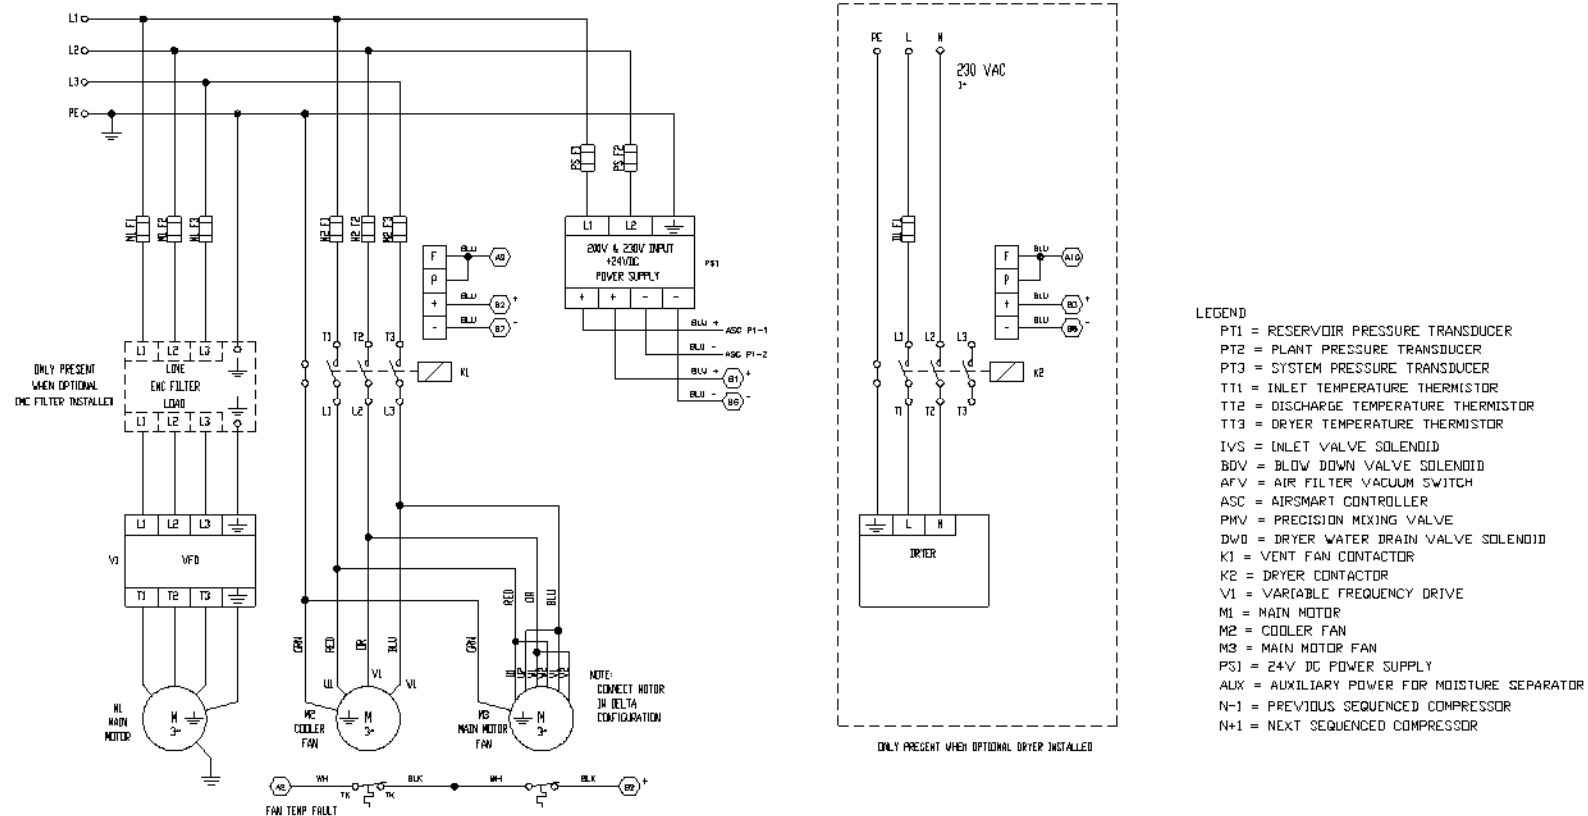 L1
L2
L3
PE
PE L N
230 VAC
1~
PS F1
PS F2
M1 F1
M1 F2
M1 F3
M2 F1
M2 F2
M2 F3
L1 L2
200V & 230V INPUT
+24VDC
POWER SUPPLY
PS1
+ + - -
F
P
+
-
BLU
BLU
BLU
B2 +
B7 -
BLU + ASC P1-1
BLU - ASC P1-2
BLU + B1 +
BLU - B6 -
T1 T2 T3
K1
L1 L2 L3
ONLY PRESENT
WHEN OPTIONAL
EMC FILTER INSTALLED
L1 L2 L3
LINE
EMC FILTER
LOAD
L1 L2 L3
L1 L2 L3
V1
VFD
T1 T2 T3
M1
MAIN
MOTOR
M
3~
GRN
RED
OR
BLU
U1
V1
V1
M2
COOLER
FAN
M
3~
GRN
RED
OR
BLU
M3
MAIN MOTOR
FAN
M
3~
NOTE:
CONNECT MOTOR
IN DELTA
CONFIGURATION
WH
TK
TK
BLK
WH
BLK
+
FAN TEMP FAULT
F
P
+
-
BLU
A10
BLU
B3 +
BLU
-
L1 L2 L3
K2
T1 T2 T3
L N
DRYER
ONLY PRESENT WHEN OPTIONAL DRYER INSTALLED
LEGEND
PT1 = RESERVOIR PRESSURE TRANSDUCER
PT2 = PLANT PRESSURE TRANSDUCER
PT3 = SYSTEM PRESSURE TRANSDUCER
TT1 = INLET TEMPERATURE THERMISTOR
TT2 = DISCHARGE TEMPERATURE THERMISTOR
TT3 = DRYER TEMPERATURE THERMISTOR
IVS = INLET VALVE SOLENOID
BDV = BLOW DOWN VALVE SOLENOID
AFV = AIR FILTER VACUUM SWITCH
ASC = AIRSMART CONTROLLER
PMV = PRECISION MIXING VALVE
DWD = DRYER WATER DRAIN VALVE SOLENOID
K1 = VENT FAN CONTACTOR
K2 = DRYER CONTACTOR
V1 = VARIABLE FREQUENCY DRIVE
M1 = MAIN MOTOR
M2 = COOLER FAN
M3 = MAIN MOTOR FAN
PS1 = 24V DC POWER SUPPLY
AUX = AUXILIARY POWER FOR MOISTURE SEPARATOR
N-1 = PREVIOUS SEQUENCED COMPRESSOR
N+1 = NEXT SEQUENCED COMPRESSOR